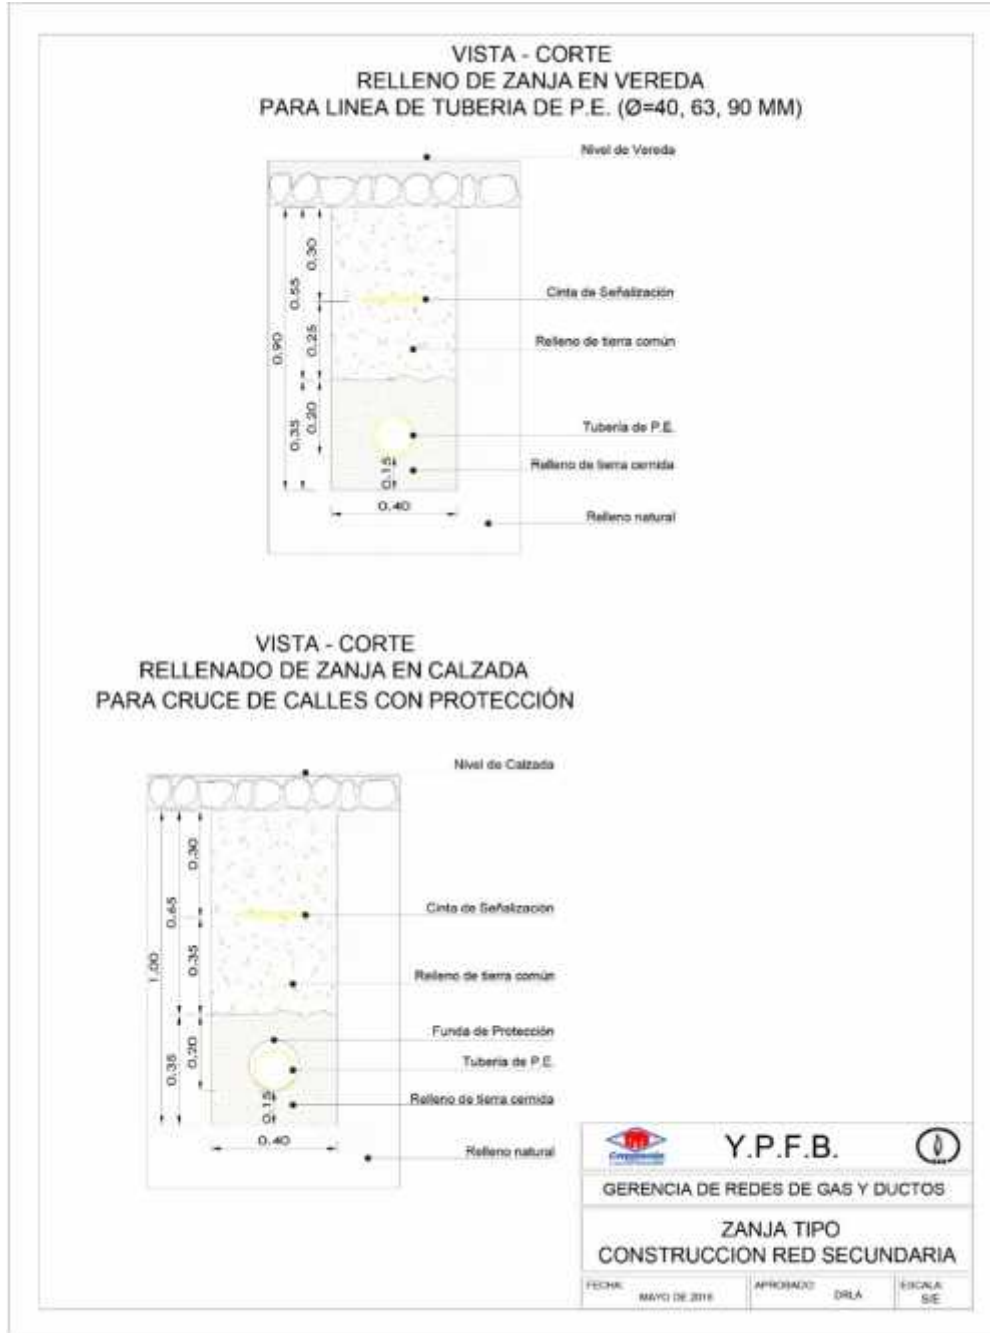 VISTA - CORTE
RELLENO DE ZANJA EN VEREDA
PARA LINEA DE TUBERIA DE P.E. (Ø=40, 63, 90 MM)
Nivel de Vereda
0.30
Cinta de Señalización
0.55
Relleno de tierra común
0.25
0.90
0.20
Tubería de P.E.
0.35
Relleno de tierra cernida
0.15
0.40
Relleno natural
VISTA - CORTE
RELLENADO DE ZANJA EN CALZADA
PARA CRUCE DE CALLES CON PROTECCIÓN
Nivel de Calzada
0.30
Cinta de Señalización
0.65
0.35
1.00
Relleno de tierra común
Funda de Protección
0.20
Tubería de P.E.
0.35
Relleno de tierra cernida
0.15
0.40
Relleno natural
Y.P.F.B.
GERENCIA DE REDES DE GAS Y DUCTOS
ZANJA TIPO
CONSTRUCCION RED SECUNDARIA
FECHA:
MAYO DE
APROBADO:
DRLA
ESCALA:
S/E